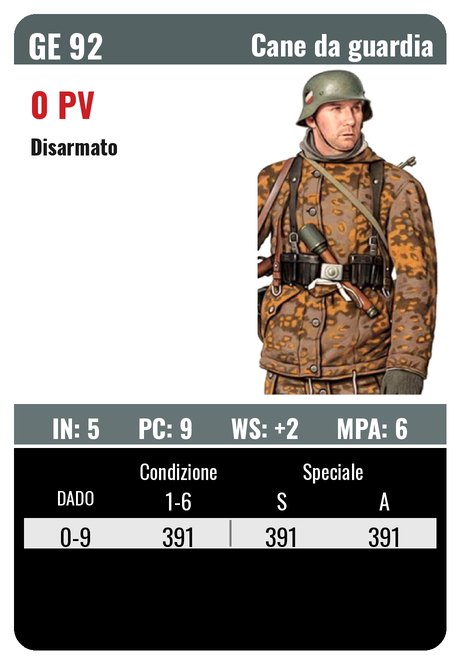 GE 92 Cane da guardia
0 PV
Disarmato
IN: 5 PC: 9 WS: +2 MPA: 6
Condizione Speciale
DADO 1-6 S A
0-9 391 391 391